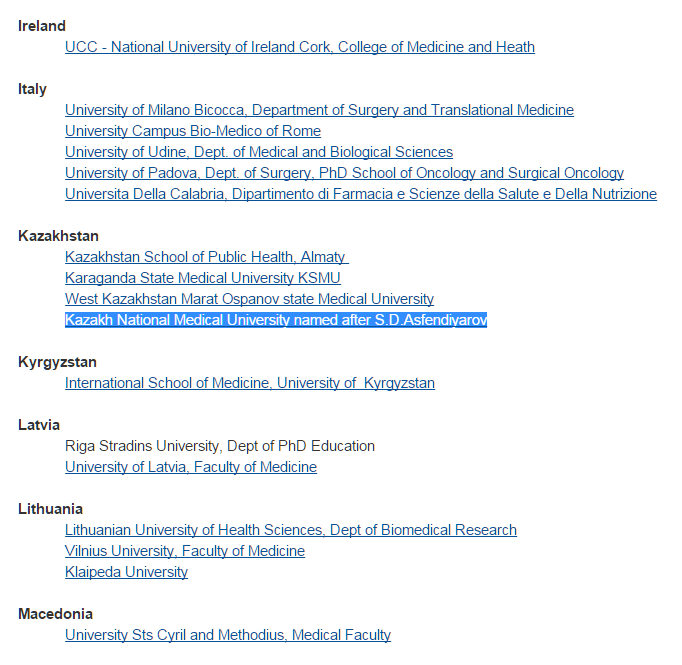 Ireland
UCC - National University of Ireland Cork, College of Medicine and Heath
Italy
University of Milano Bicocca, Department of Surgery and Translational Medicine
University Campus Bio-Medico of Rome
University of Udine, Dept. of Medical and Biological Sciences
University of Padova, Dept. of Surgery, PhD School of Oncology and Surgical Oncology
Universita Della Calabria, Dipartimento di Farmacia e Scienze della Salute e Della Nutrizione
Kazakhstan
Kazakhstan School of Public Health, Almaty
Karaganda State Medical University KSMU
West Kazakhstan Marat Ospanov state Medical University
Kazakh National Medical University named after S.D.Asfendiyarov
Kyrgyzstan
International School of Medicine, University of Kyrgyzstan
Latvia
Riga Stradins University, Dept of PhD Education
University of Latvia, Faculty of Medicine
Lithuania
Lithuanian University of Health Sciences, Dept of Biomedical Research
Vilnius University, Faculty of Medicine
Klaipeda University
Macedonia
University Sts Cyril and Methodius, Medical Faculty